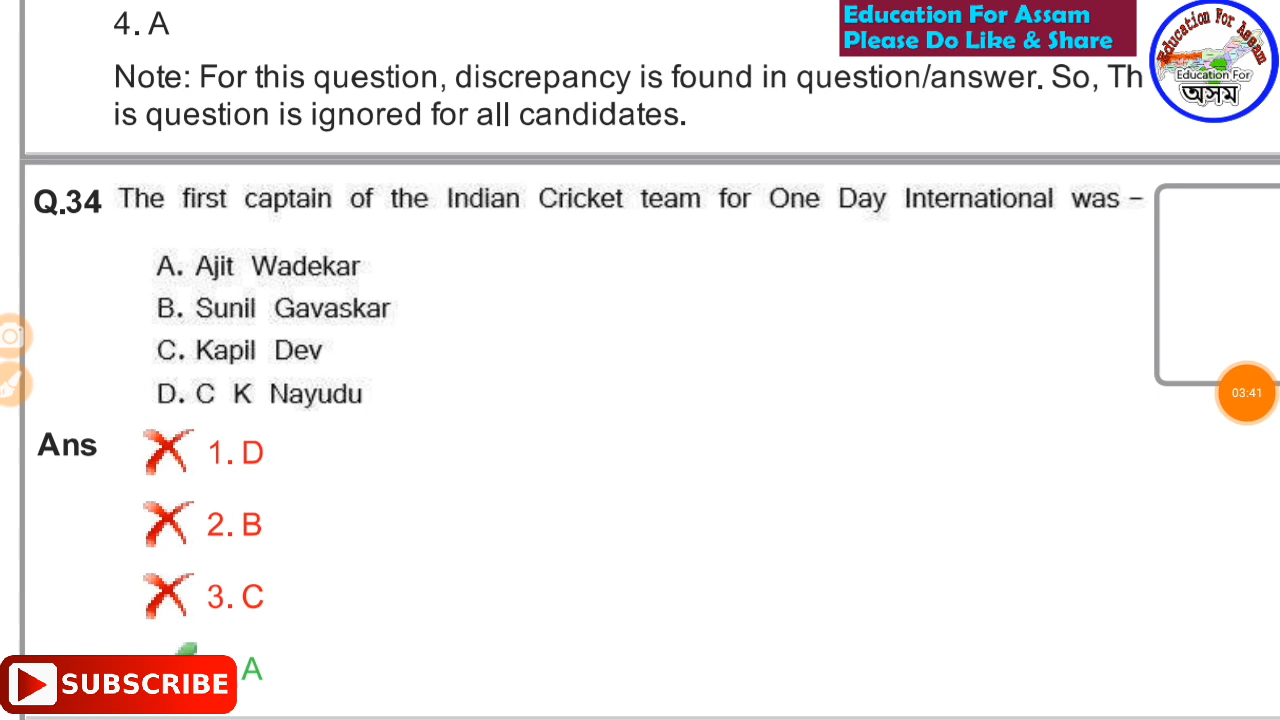 4. A
Education For Assam
Please Do Like & Share
Education For Assam
Education For
অসম
Note: For this question, discrepancy is found in question/answer. So, Th
is question is ignored for all candidates.
Q.34 The first captain of the Indian Cricket team for One Day International was –
A. Ajit Wadekar
B. Sunil Gavaskar
C. Kapil Dev
D. C K Nayudu
03:41
Ans
1. D
2. B
3. C
A
SUBSCRIBE